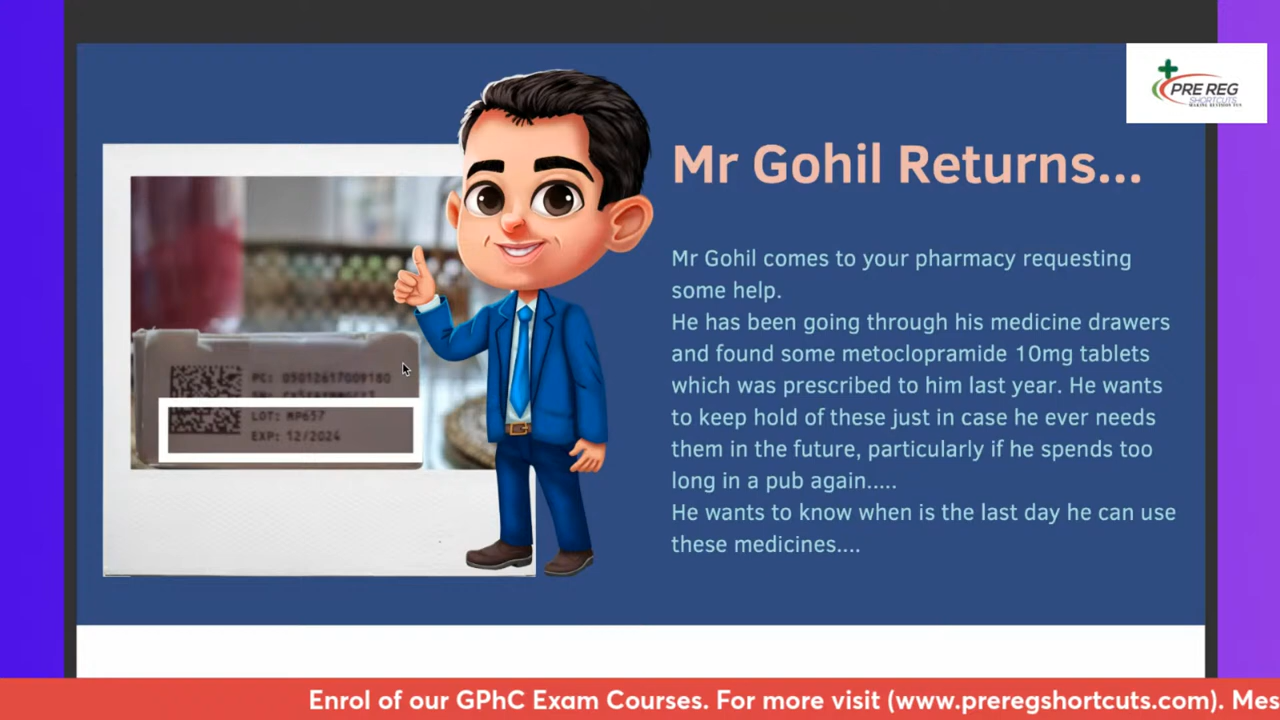 PRE REG
SHORTCUTS
MAKING REVISION FUN
Mr Gohil Returns...
Mr Gohil comes to your pharmacy requesting
some help.
He has been going through his medicine drawers
and found some metoclopramide 10mg tablets
which was prescribed to him last year. He wants
to keep hold of these just in case he ever needs
them in the future, particularly if he spends too
long in a pub again.....
He wants to know when is the last day he can use
these medicines....
PC: 05012617009180
LOT: MP657
EXP: 12/2024
Enrol of our GPhC Exam Courses. For more visit (www.preregshortcuts.com). Mes